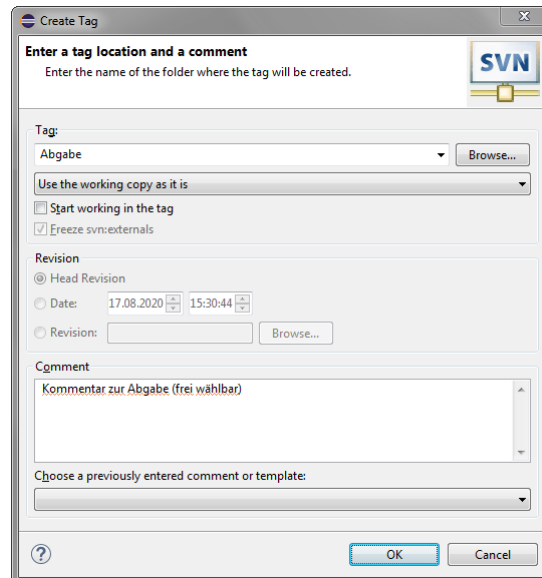 Create Tag
x
Enter a tag location and a comment
Enter the name of the folder where the tag will be created.
SVN
Tag:
Abgabe
Browse...
Use the working copy as it is
Start working in the tag
Freeze svn:externals
Revision
Head Revision
Date: 17.08.2020 15:30:44
Revision: Browse...
Comment
Kommentar zur Abgabe (frei wählbar)
Choose a previously entered comment or template:
?
OK Cancel